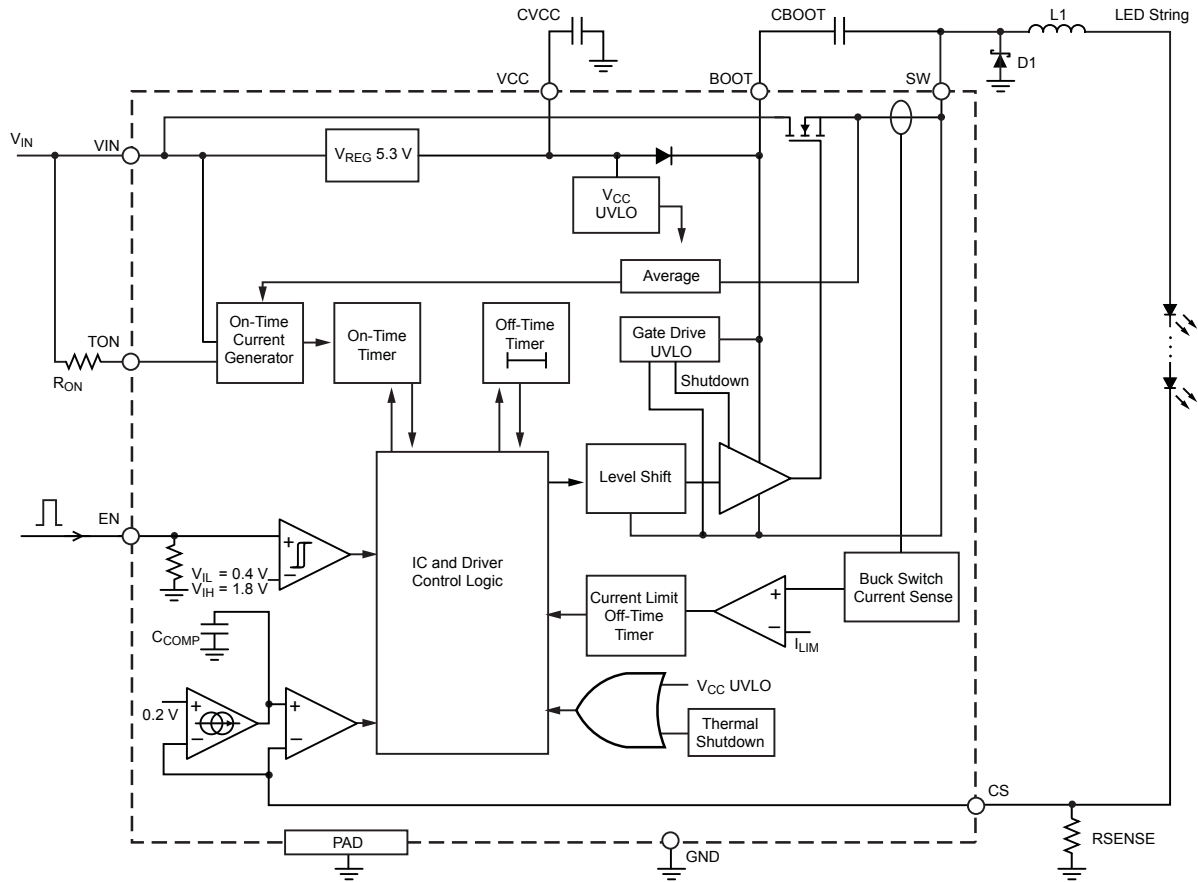 CVCC
CBOOT
L1
LED String
D1
VCC
BOOT
SW
VIN
VIN
VREG 5.3 V
VCC
UVLO
Average
On-Time
Current
Generator
On-Time
Timer
Off-Time
Timer
Gate Drive
UVLO
TON
RON
Shutdown
Level Shift
EN
VIL = 0.4 V
VIH = 1.8 V
IC and Driver
Control Logic
Current Limit
Off-Time
Timer
Buck Switch
Current Sense
ILIM
CCOMP
0.2 V
VCC UVLO
Thermal
Shutdown
CS
RSENSE
PAD
GND
+
–
+
–
+
–
+
–